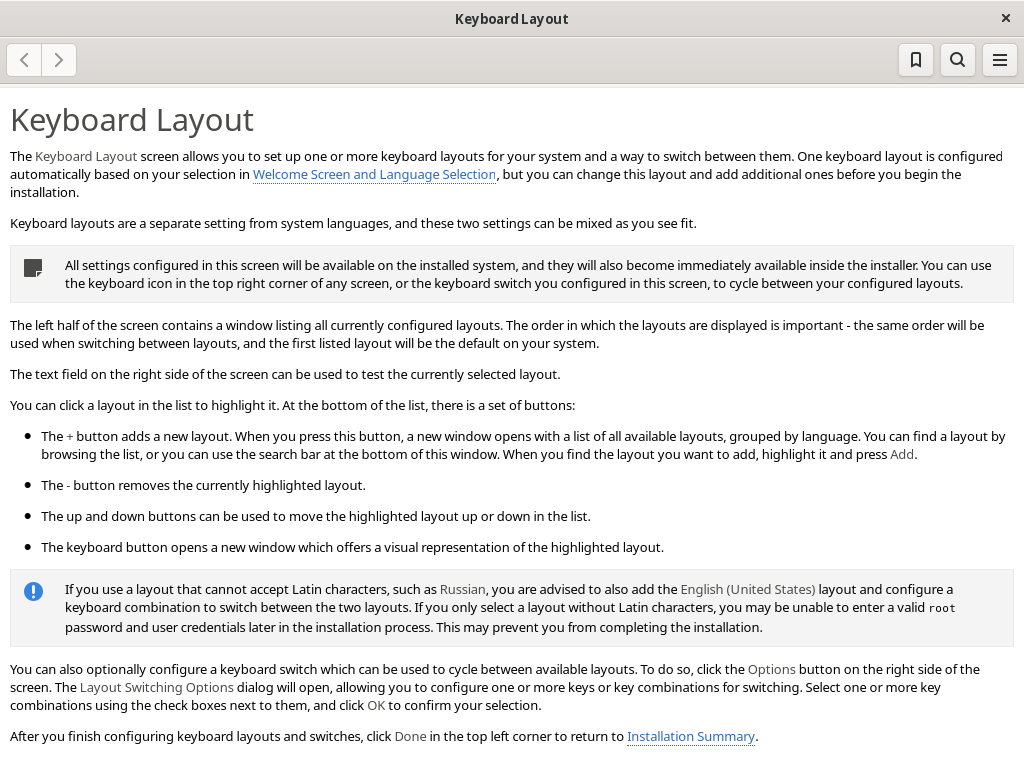 Keyboard Layout
Keyboard Layout
The Keyboard Layout screen allows you to set up one or more keyboard layouts for your system and a way to switch between them. One keyboard layout is configured
automatically based on your selection in Welcome Screen and Language Selection, but you can change this layout and add additional ones before you begin the
installation.
Keyboard layouts are a separate setting from system languages, and these two settings can be mixed as you see fit.
All settings configured in this screen will be available on the installed system, and they will also become immediately available inside the installer. You can use
the keyboard icon in the top right corner of any screen, or the keyboard switch you configured in this screen, to cycle between your configured layouts.
The left half of the screen contains a window listing all currently configured layouts. The order in which the layouts are displayed is important - the same order will be
used when switching between layouts, and the first listed layout will be the default on your system.
The text field on the right side of the screen can be used to test the currently selected layout.
You can click a layout in the list to highlight it. At the bottom of the list, there is a set of buttons:
• The + button adds a new layout. When you press this button, a new window opens with a list of all available layouts, grouped by language. You can find a layout by
browsing the list, or you can use the search bar at the bottom of this window. When you find the layout you want to add, highlight it and press Add.
• The - button removes the currently highlighted layout.
• The up and down buttons can be used to move the highlighted layout up or down in the list.
• The keyboard button opens a new window which offers a visual representation of the highlighted layout.
If you use a layout that cannot accept Latin characters, such as Russian, you are advised to also add the English (United States) layout and configure a
keyboard combination to switch between the two layouts. If you only select a layout without Latin characters, you may be unable to enter a valid root
password and user credentials later in the installation process. This may prevent you from completing the installation.
You can also optionally configure a keyboard switch which can be used to cycle between available layouts. To do so, click the Options button on the right side of the
screen. The Layout Switching Options dialog will open, allowing you to configure one or more keys or key combinations for switching. Select one or more key
combinations using the check boxes next to them, and click OK to confirm your selection.
After you finish configuring keyboard layouts and switches, click Done in the top left corner to return to Installation Summary.